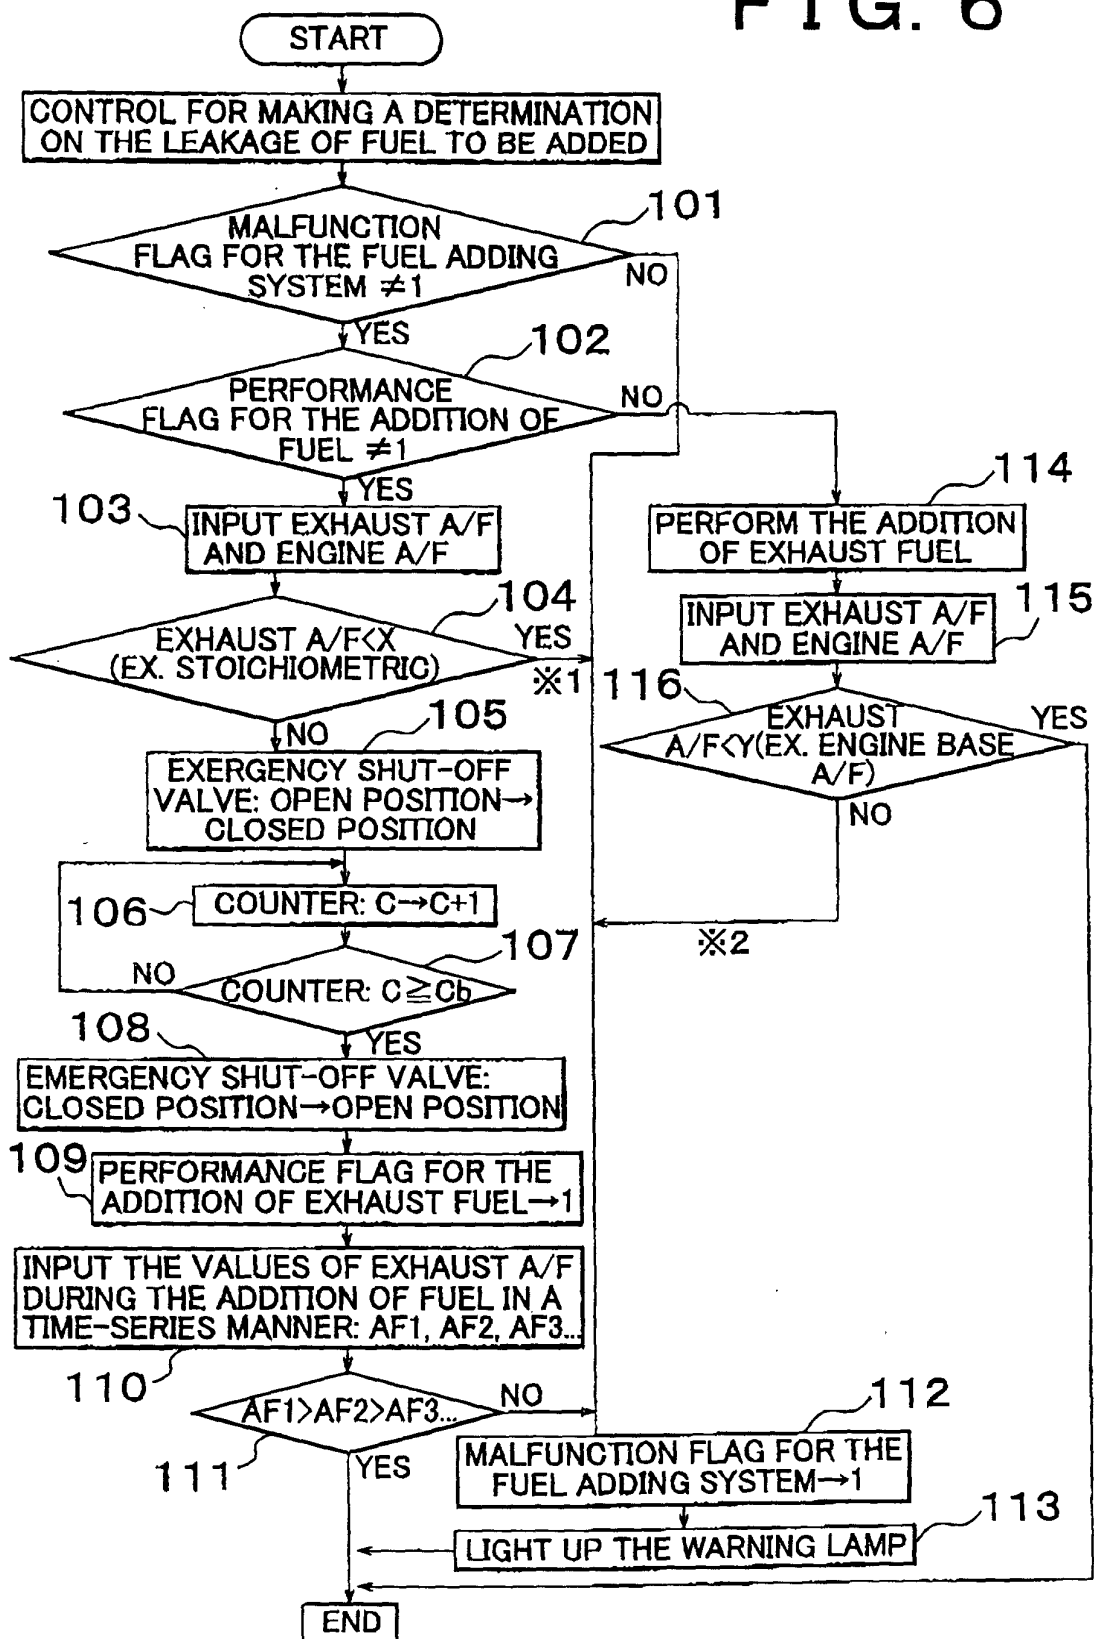 FIG. 6
START
CONTROL FOR MAKING A DETERMINATION
ON THE LEAKAGE OF FUEL TO BE ADDED
101
MALFUNCTION
FLAG FOR THE FUEL ADDING
SYSTEM ≠1
NO
YES
102
PERFORMANCE
FLAG FOR THE ADDITION OF
FUEL ≠1
NO
YES
103
INPUT EXHAUST A/F
AND ENGINE A/F
114
PERFORM THE ADDITION
OF EXHAUST FUEL
104
EXHAUST A/F<X
(EX. STOICHIOMETRIC)
YES
※1
NO
115
INPUT EXHAUST A/F
AND ENGINE A/F
116
EXHAUST
A/F<Y(EX. ENGINE BASE
A/F)
YES
NO
※2
105
EXERGENCY SHUT-OFF
VALVE: OPEN POSITION→
CLOSED POSITION
106
COUNTER: C→C+1
107
COUNTER: C≧Cb
NO
YES
108
EMERGENCY SHUT-OFF VALVE:
CLOSED POSITION→OPEN POSITION
109
PERFORMANCE FLAG FOR THE
ADDITION OF EXHAUST FUEL→1
INPUT THE VALUES OF EXHAUST A/F
DURING THE ADDITION OF FUEL IN A
TIME-SERIES MANNER: AF1, AF2, AF3...
110
AF1>AF2>AF3...
NO
111
YES
112
MALFUNCTION FLAG FOR THE
FUEL ADDING SYSTEM→1
113
LIGHT UP THE WARNING LAMP
END